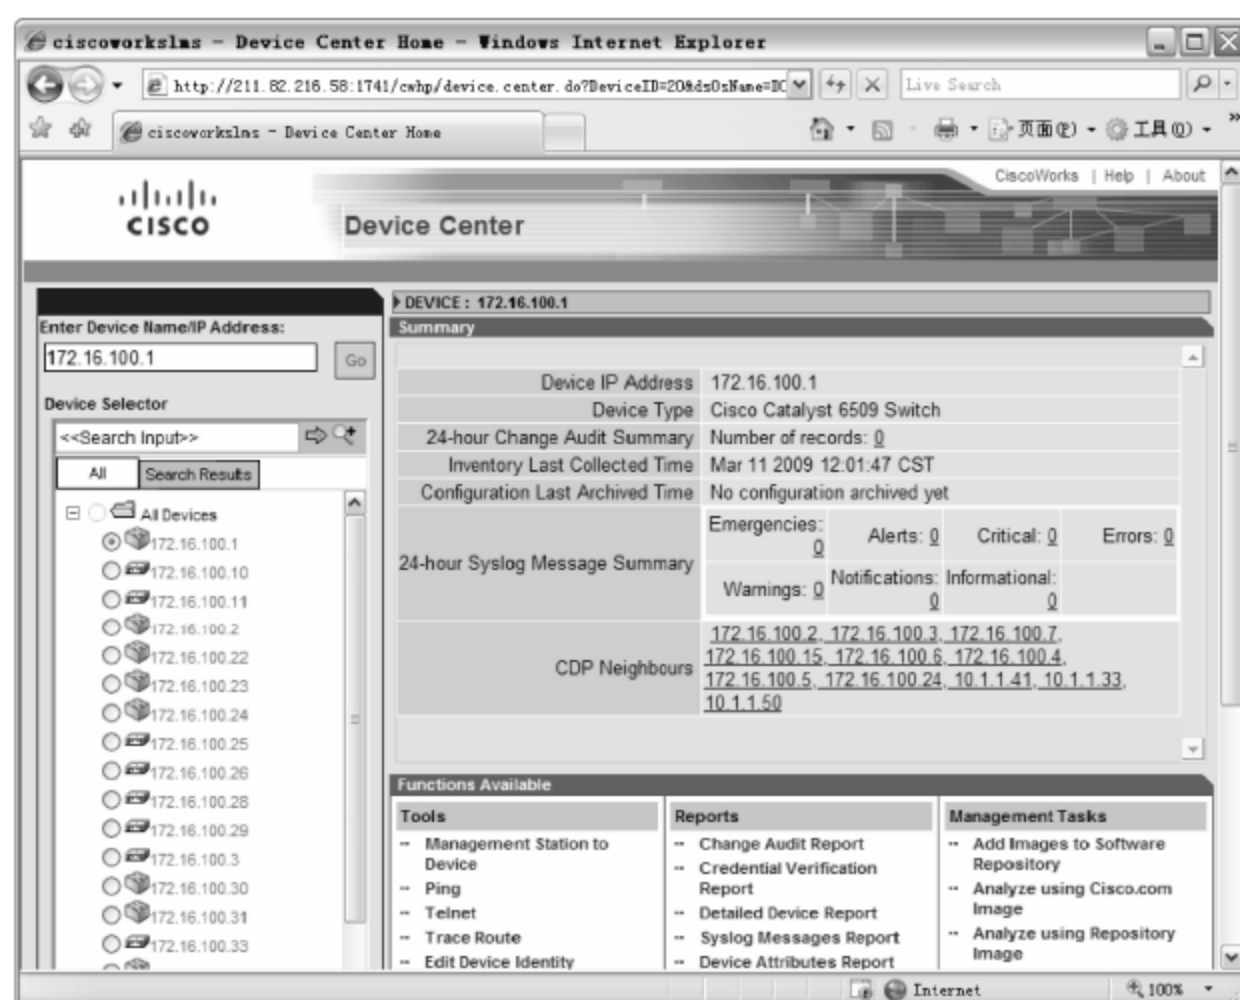 ciscoworkslms - Device Center Home - Windows Internet Explorer
http://211.82.216.58:1741/cwhp/device.center.do?DeviceID=20&dsOsName=DC
Live Search
ciscoworkslms - Device Center Home
页面(P)
工具(O)
CISCO
Device Center
CiscoWorks | Help | About
Enter Device Name/IP Address:
172.16.100.1
Go
Device Selector
<<Search Input>>
All
Search Results
All Devices
172.16.100.1
172.16.100.10
172.16.100.11
172.16.100.2
172.16.100.22
172.16.100.23
172.16.100.24
172.16.100.25
172.16.100.26
172.16.100.28
172.16.100.29
172.16.100.3
172.16.100.30
172.16.100.31
172.16.100.33
DEVICE : 172.16.100.1
Summary
Device IP Address 172.16.100.1
Device Type Cisco Catalyst 6509 Switch
24-hour Change Audit Summary Number of records: 0
Inventory Last Collected Time Mar 11 2009 12:01:47 CST
Configuration Last Archived Time No configuration archived yet
24-hour Syslog Message Summary
Emergencies: 0
Alerts: 0
Critical: 0
Errors: 0
Warnings: 0
Notifications: 0
Informational: 0
CDP Neighbours
172.16.100.2, 172.16.100.3, 172.16.100.7,
172.16.100.15, 172.16.100.6, 172.16.100.4,
172.16.100.5, 172.16.100.24, 10.1.1.41, 10.1.1.33,
10.1.1.50
Functions Available
Tools
-- Management Station to
Device
-- Ping
-- Telnet
-- Trace Route
-- Edit Device Identity
Reports
-- Change Audit Report
-- Credential Verification
Report
-- Detailed Device Report
-- Syslog Messages Report
-- Device Attributes Report
Management Tasks
-- Add Images to Software
Repository
-- Analyze using Cisco.com
Image
-- Analyze using Repository
Image
Internet
100%